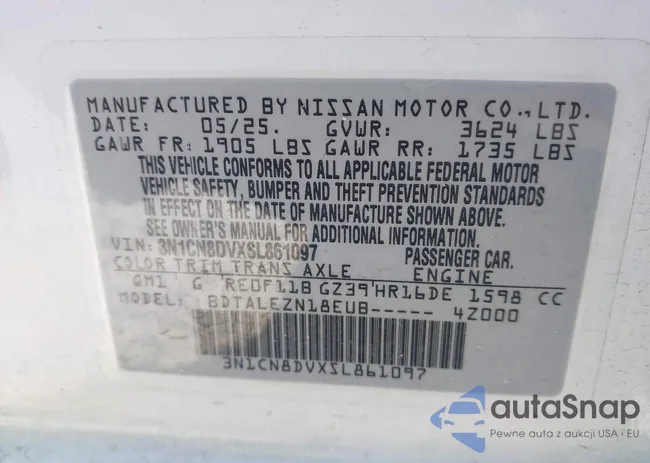 MANUFACTURED BY NISSAN MOTOR CO., LTD.
DATE: 05/25. GVWR: 3624 LBS
GAWR FR: 1905 LBS GAWR RR: 1735 LBS
THIS VEHICLE CONFORMS TO ALL APPLICABLE FEDERAL MOTOR
VEHICLE SAFETY, BUMPER AND THEFT PREVENTION STANDARDS
IN EFFECT ON THE DATE OF MANUFACTURE SHOWN ABOVE.
SEE OWNER'S MANUAL FOR ADDITIONAL INFORMATION
VIN: 3N1CN8DVXSL861097 PASSENGER CAR.
COLOR TRIM TRANS AXLE ENGINE
QM1 G RE0F11B GZ39 HR16DE 1598 CC
MODEL: BDTALEZN18EUB----- 4Z000
3N1CN8DVXSL861097
autaSnap
Pewne auta z aukcji USA i EU